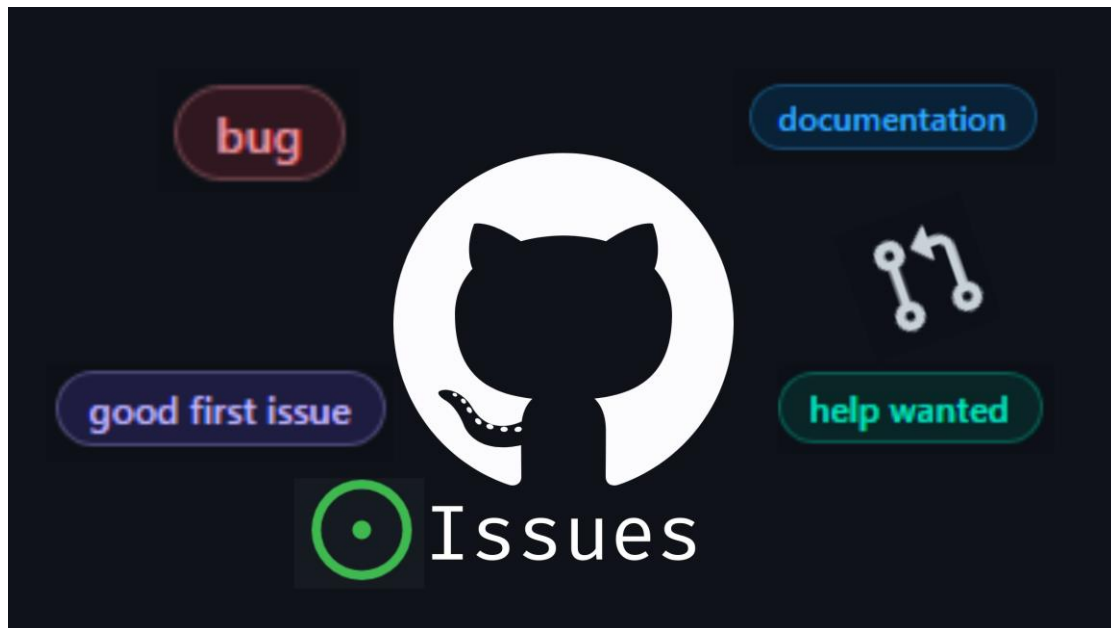 bug
documentation
good first issue
help wanted
Issues